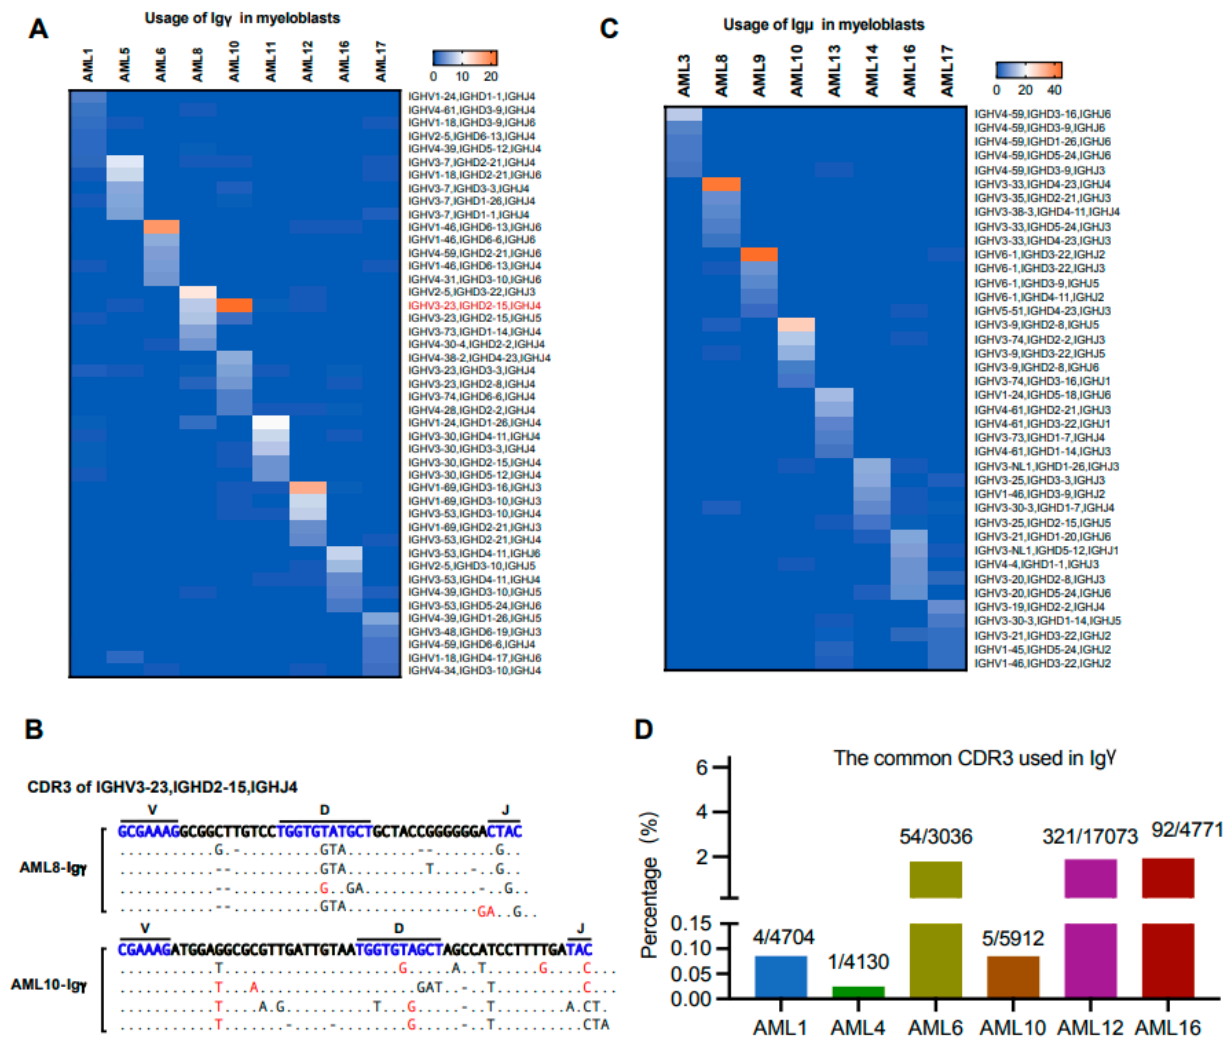 A
Usage of Igγ in myeloblasts
AML1
AML5
AML6
AML8
AML10
AML11
AML12
AML16
AML17
0 10 20
IGHV1-24,IGHD1-1,IGHJ4
IGHV4-61,IGHD3-9,IGHJ4
IGHV1-18,IGHD3-9,IGHJ6
IGHV2-5,IGHD6-13,IGHJ4
IGHV4-39,IGHD5-12,IGHJ4
IGHV3-7,IGHD2-21,IGHJ4
IGHV1-18,IGHD2-21,IGHJ6
IGHV3-7,IGHD3-3,IGHJ4
IGHV3-7,IGHD1-26,IGHJ4
IGHV3-7,IGHD1-1,IGHJ4
IGHV1-46,IGHD6-13,IGHJ6
IGHV1-46,IGHD6-6,IGHJ6
IGHV4-59,IGHD2-21,IGHJ6
IGHV1-46,IGHD6-13,IGHJ4
IGHV4-31,IGHD3-10,IGHJ6
IGHV2-5,IGHD3-22,IGHJ3
IGHV3-23,IGHD2-15,IGHJ4
IGHV3-23,IGHD2-15,IGHJ5
IGHV3-73,IGHD1-14,IGHJ4
IGHV4-30-4,IGHD2-2,IGHJ4
IGHV4-38-2,IGHD4-23,IGHJ4
IGHV3-23,IGHD3-3,IGHJ4
IGHV3-23,IGHD2-8,IGHJ4
IGHV3-74,IGHD6-6,IGHJ4
IGHV4-28,IGHD2-2,IGHJ4
IGHV1-24,IGHD1-26,IGHJ4
IGHV3-30,IGHD4-11,IGHJ4
IGHV3-30,IGHD3-3,IGHJ4
IGHV3-30,IGHD2-15,IGHJ4
IGHV3-30,IGHD5-12,IGHJ4
IGHV1-69,IGHD3-16,IGHJ3
IGHV1-69,IGHD3-10,IGHJ3
IGHV3-53,IGHD3-10,IGHJ4
IGHV1-69,IGHD2-21,IGHJ3
IGHV3-53,IGHD2-21,IGHJ4
IGHV3-53,IGHD4-11,IGHJ6
IGHV2-5,IGHD3-10,IGHJ5
IGHV3-53,IGHD4-11,IGHJ4
IGHV4-39,IGHD3-10,IGHJ5
IGHV3-53,IGHD5-24,IGHJ6
IGHV4-39,IGHD1-26,IGHJ5
IGHV3-48,IGHD6-19,IGHJ3
IGHV4-59,IGHD6-6,IGHJ4
IGHV1-18,IGHD4-17,IGHJ6
IGHV4-34,IGHD3-10,IGHJ4
C
Usage of Igμ in myeloblasts
AML3
AML8
AML9
AML10
AML13
AML14
AML16
AML17
0 20 40
IGHV4-59,IGHD3-16,IGHJ6
IGHV4-59,IGHD3-9,IGHJ6
IGHV4-59,IGHD1-26,IGHJ6
IGHV4-59,IGHD5-24,IGHJ6
IGHV4-59,IGHD3-9,IGHJ3
IGHV3-33,IGHD4-23,IGHJ4
IGHV3-35,IGHD2-21,IGHJ3
IGHV3-38-3,IGHD4-11,IGHJ4
IGHV3-33,IGHD5-24,IGHJ3
IGHV3-33,IGHD4-23,IGHJ3
IGHV6-1,IGHD3-22,IGHJ2
IGHV6-1,IGHD3-22,IGHJ3
IGHV6-1,IGHD3-9,IGHJ5
IGHV6-1,IGHD4-11,IGHJ2
IGHV5-51,IGHD4-23,IGHJ3
IGHV3-9,IGHD2-8,IGHJ5
IGHV3-74,IGHD2-2,IGHJ3
IGHV3-9,IGHD3-22,IGHJ5
IGHV3-9,IGHD2-8,IGHJ6
IGHV3-74,IGHD3-16,IGHJ1
IGHV1-24,IGHD5-18,IGHJ6
IGHV4-61,IGHD2-21,IGHJ3
IGHV4-61,IGHD3-22,IGHJ1
IGHV3-73,IGHD1-7,IGHJ4
IGHV4-61,IGHD1-14,IGHJ3
IGHV3-NL1,IGHD1-26,IGHJ3
IGHV3-25,IGHD3-3,IGHJ3
IGHV1-46,IGHD3-9,IGHJ2
IGHV3-30-3,IGHD1-7,IGHJ4
IGHV3-25,IGHD2-15,IGHJ5
IGHV3-21,IGHD1-20,IGHJ6
IGHV3-NL1,IGHD5-12,IGHJ1
IGHV4-4,IGHD1-1,IGHJ3
IGHV3-20,IGHD2-8,IGHJ3
IGHV3-20,IGHD5-24,IGHJ6
IGHV3-19,IGHD2-2,IGHJ4
IGHV3-30-3,IGHD1-14,IGHJ5
IGHV3-21,IGHD3-22,IGHJ2
IGHV1-45,IGHD5-24,IGHJ2
IGHV1-46,IGHD3-22,IGHJ2
B
CDR3 of IGHV3-23,IGHD2-15,IGHJ4
V D J
GCGAAAGGCGGCTTGTCCTGGTGTATGCTGCTACCGGGGGGACTAC
AML8-Igγ
...........G.-.........GTA........--.......G..
...........--..........GTA.........T....-..G..
...........--..........G..GA.............-..G.
...........--..........GTA...............GA..G..
V D J
CGAAAGATGGAGGCGCGTTGATTGTAATGGTGTAGCTAGCCATCCTTTTGATAC
AML10-Igγ
...........T....................G.....A..T......G....C...
...........T...A..................GAT..-..T..........C...
...........T....A.G..........T...G.....-..T........A.CT..
...........T.......-....-........G.....-..T..........CTA
D
The common CDR3 used in Igγ
Percentage (%)
6
4
2
0.15
0.10
0.05
0.00
4/4704
1/4130
54/3036
5/5912
321/17073
92/4771
AML1 AML4 AML6 AML10 AML12 AML16